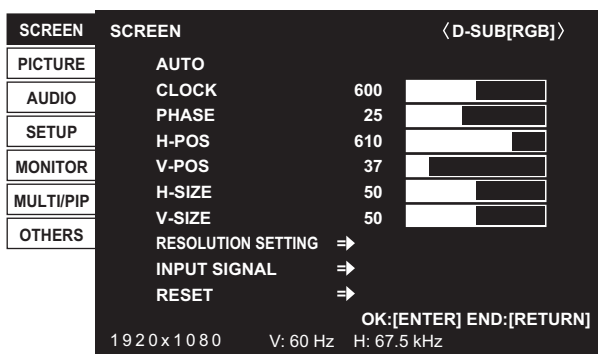 SCREEN
PICTURE
AUDIO
SETUP
MONITOR
MULTI/PIP
OTHERS
SCREEN 〈D-SUB[RGB]〉
AUTO
CLOCK 600
PHASE 25
H-POS 610
V-POS 37
H-SIZE 50
V-SIZE 50
RESOLUTION SETTING
INPUT SIGNAL
RESET
OK:[ENTER] END:[RETURN]
1920x1080 V: 60 Hz H: 67.5 kHz